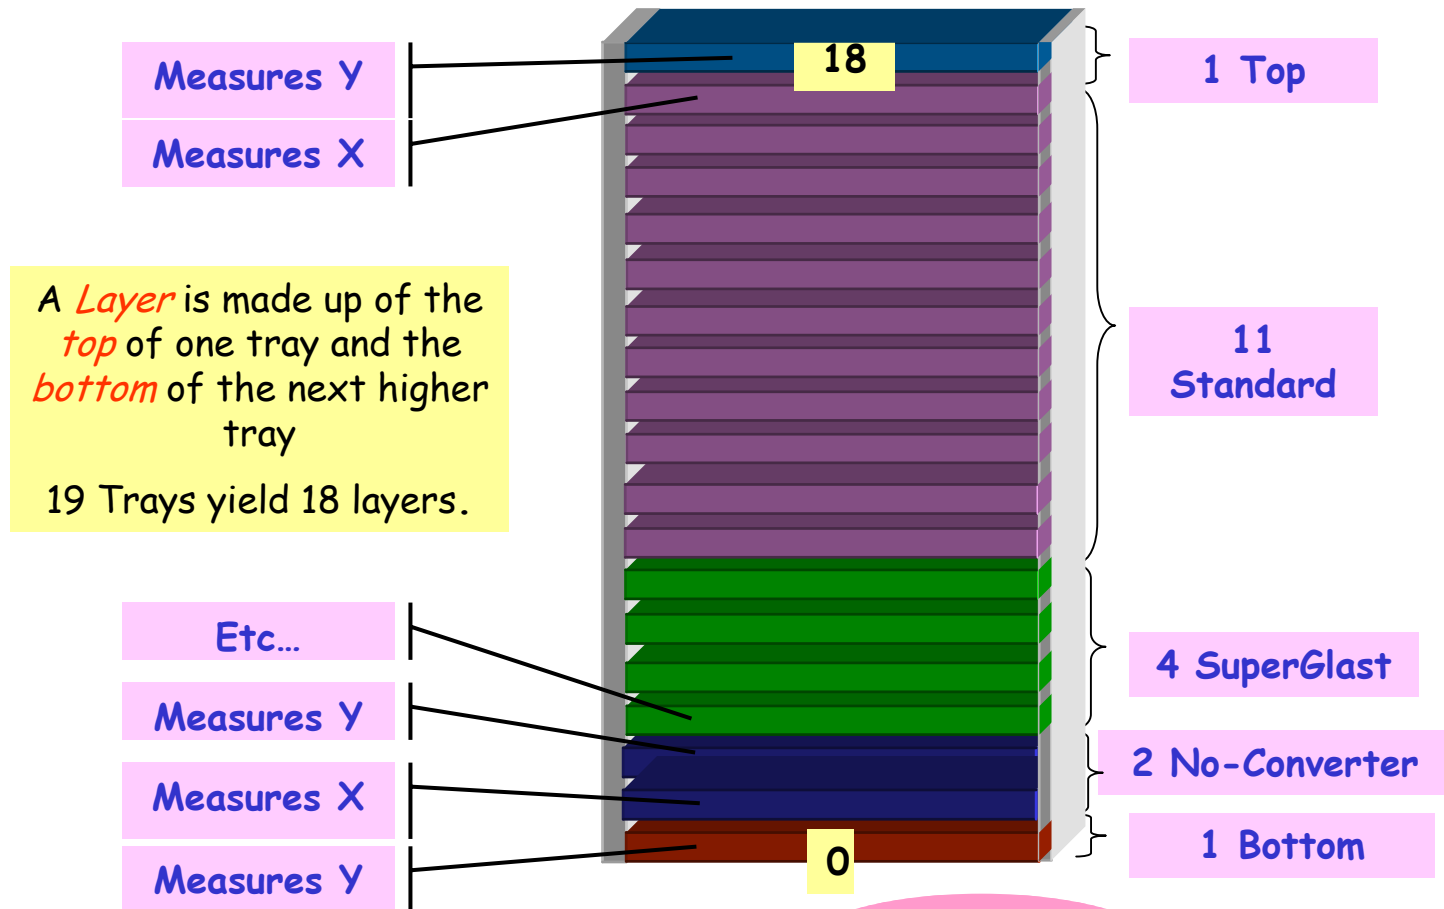 Measures Y
Measures X
A Layer is made up of the
top of one tray and the
bottom of the next higher
tray
19 Trays yield 18 layers.
Etc…
Measures Y
Measures X
Measures Y
18
0
1 Top
11
Standard
4 SuperGlast
2 No-Converter
1 Bottom